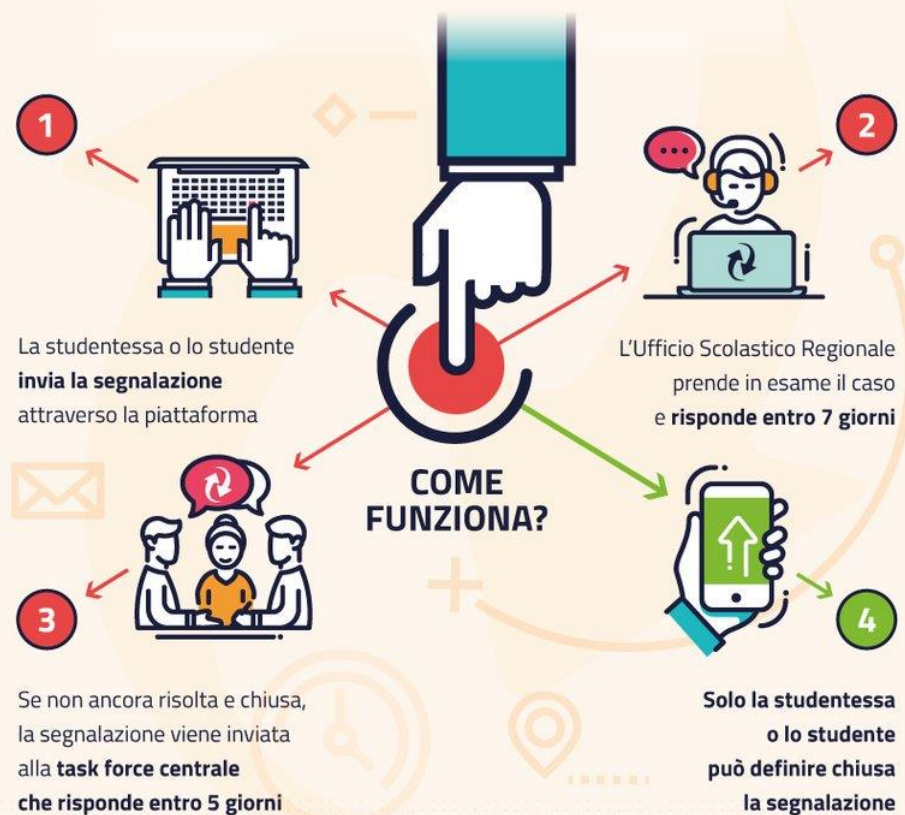 1
La studentessa o lo studente
invia la segnalazione
attraverso la piattaforma
2
L'Ufficio Scolastico Regionale
prende in esame il caso
e risponde entro 7 giorni
COME
FUNZIONA?
3
Se non ancora risolta e chiusa,
la segnalazione viene inviata
alla task force centrale
che risponde entro 5 giorni
4
Solo la studentessa
o lo studente
può definire chiusa
la segnalazione